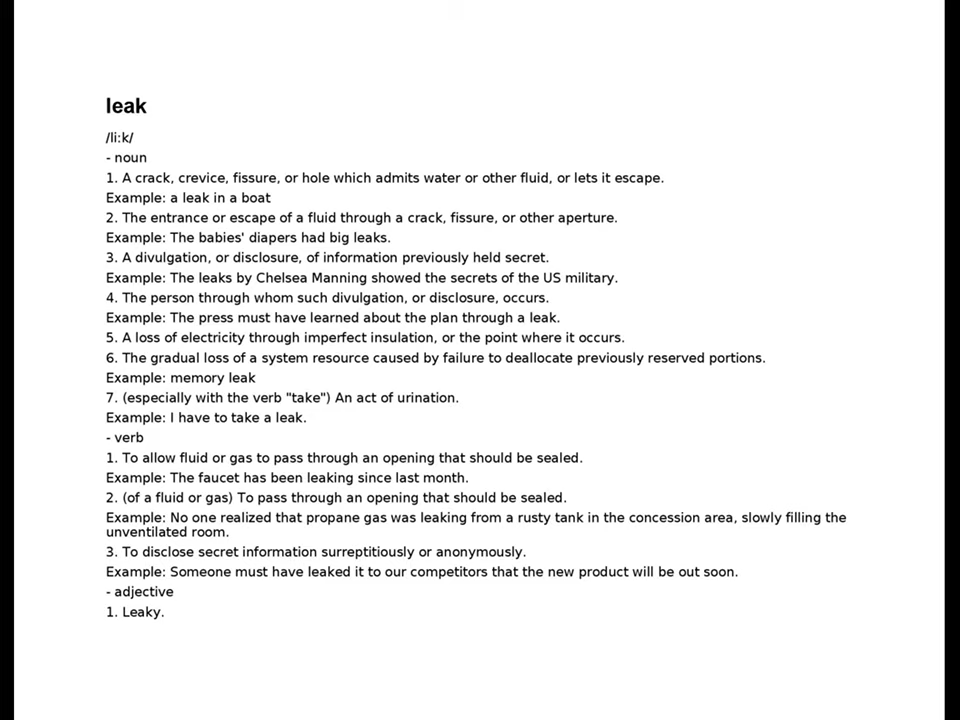 leak
/liːk/
- noun
1. A crack, crevice, fissure, or hole which admits water or other fluid, or lets it escape.
Example: a leak in a boat
2. The entrance or escape of a fluid through a crack, fissure, or other aperture.
Example: The babies' diapers had big leaks.
3. A divulgation, or disclosure, of information previously held secret.
Example: The leaks by Chelsea Manning showed the secrets of the US military.
4. The person through whom such divulgation, or disclosure, occurs.
Example: The press must have learned about the plan through a leak.
5. A loss of electricity through imperfect insulation, or the point where it occurs.
6. The gradual loss of a system resource caused by failure to deallocate previously reserved portions.
Example: memory leak
7. (especially with the verb "take") An act of urination.
Example: I have to take a leak.
- verb
1. To allow fluid or gas to pass through an opening that should be sealed.
Example: The faucet has been leaking since last month.
2. (of a fluid or gas) To pass through an opening that should be sealed.
Example: No one realized that propane gas was leaking from a rusty tank in the concession area, slowly filling the
unventilated room.
3. To disclose secret information surreptitiously or anonymously.
Example: Someone must have leaked it to our competitors that the new product will be out soon.
- adjective
1. Leaky.